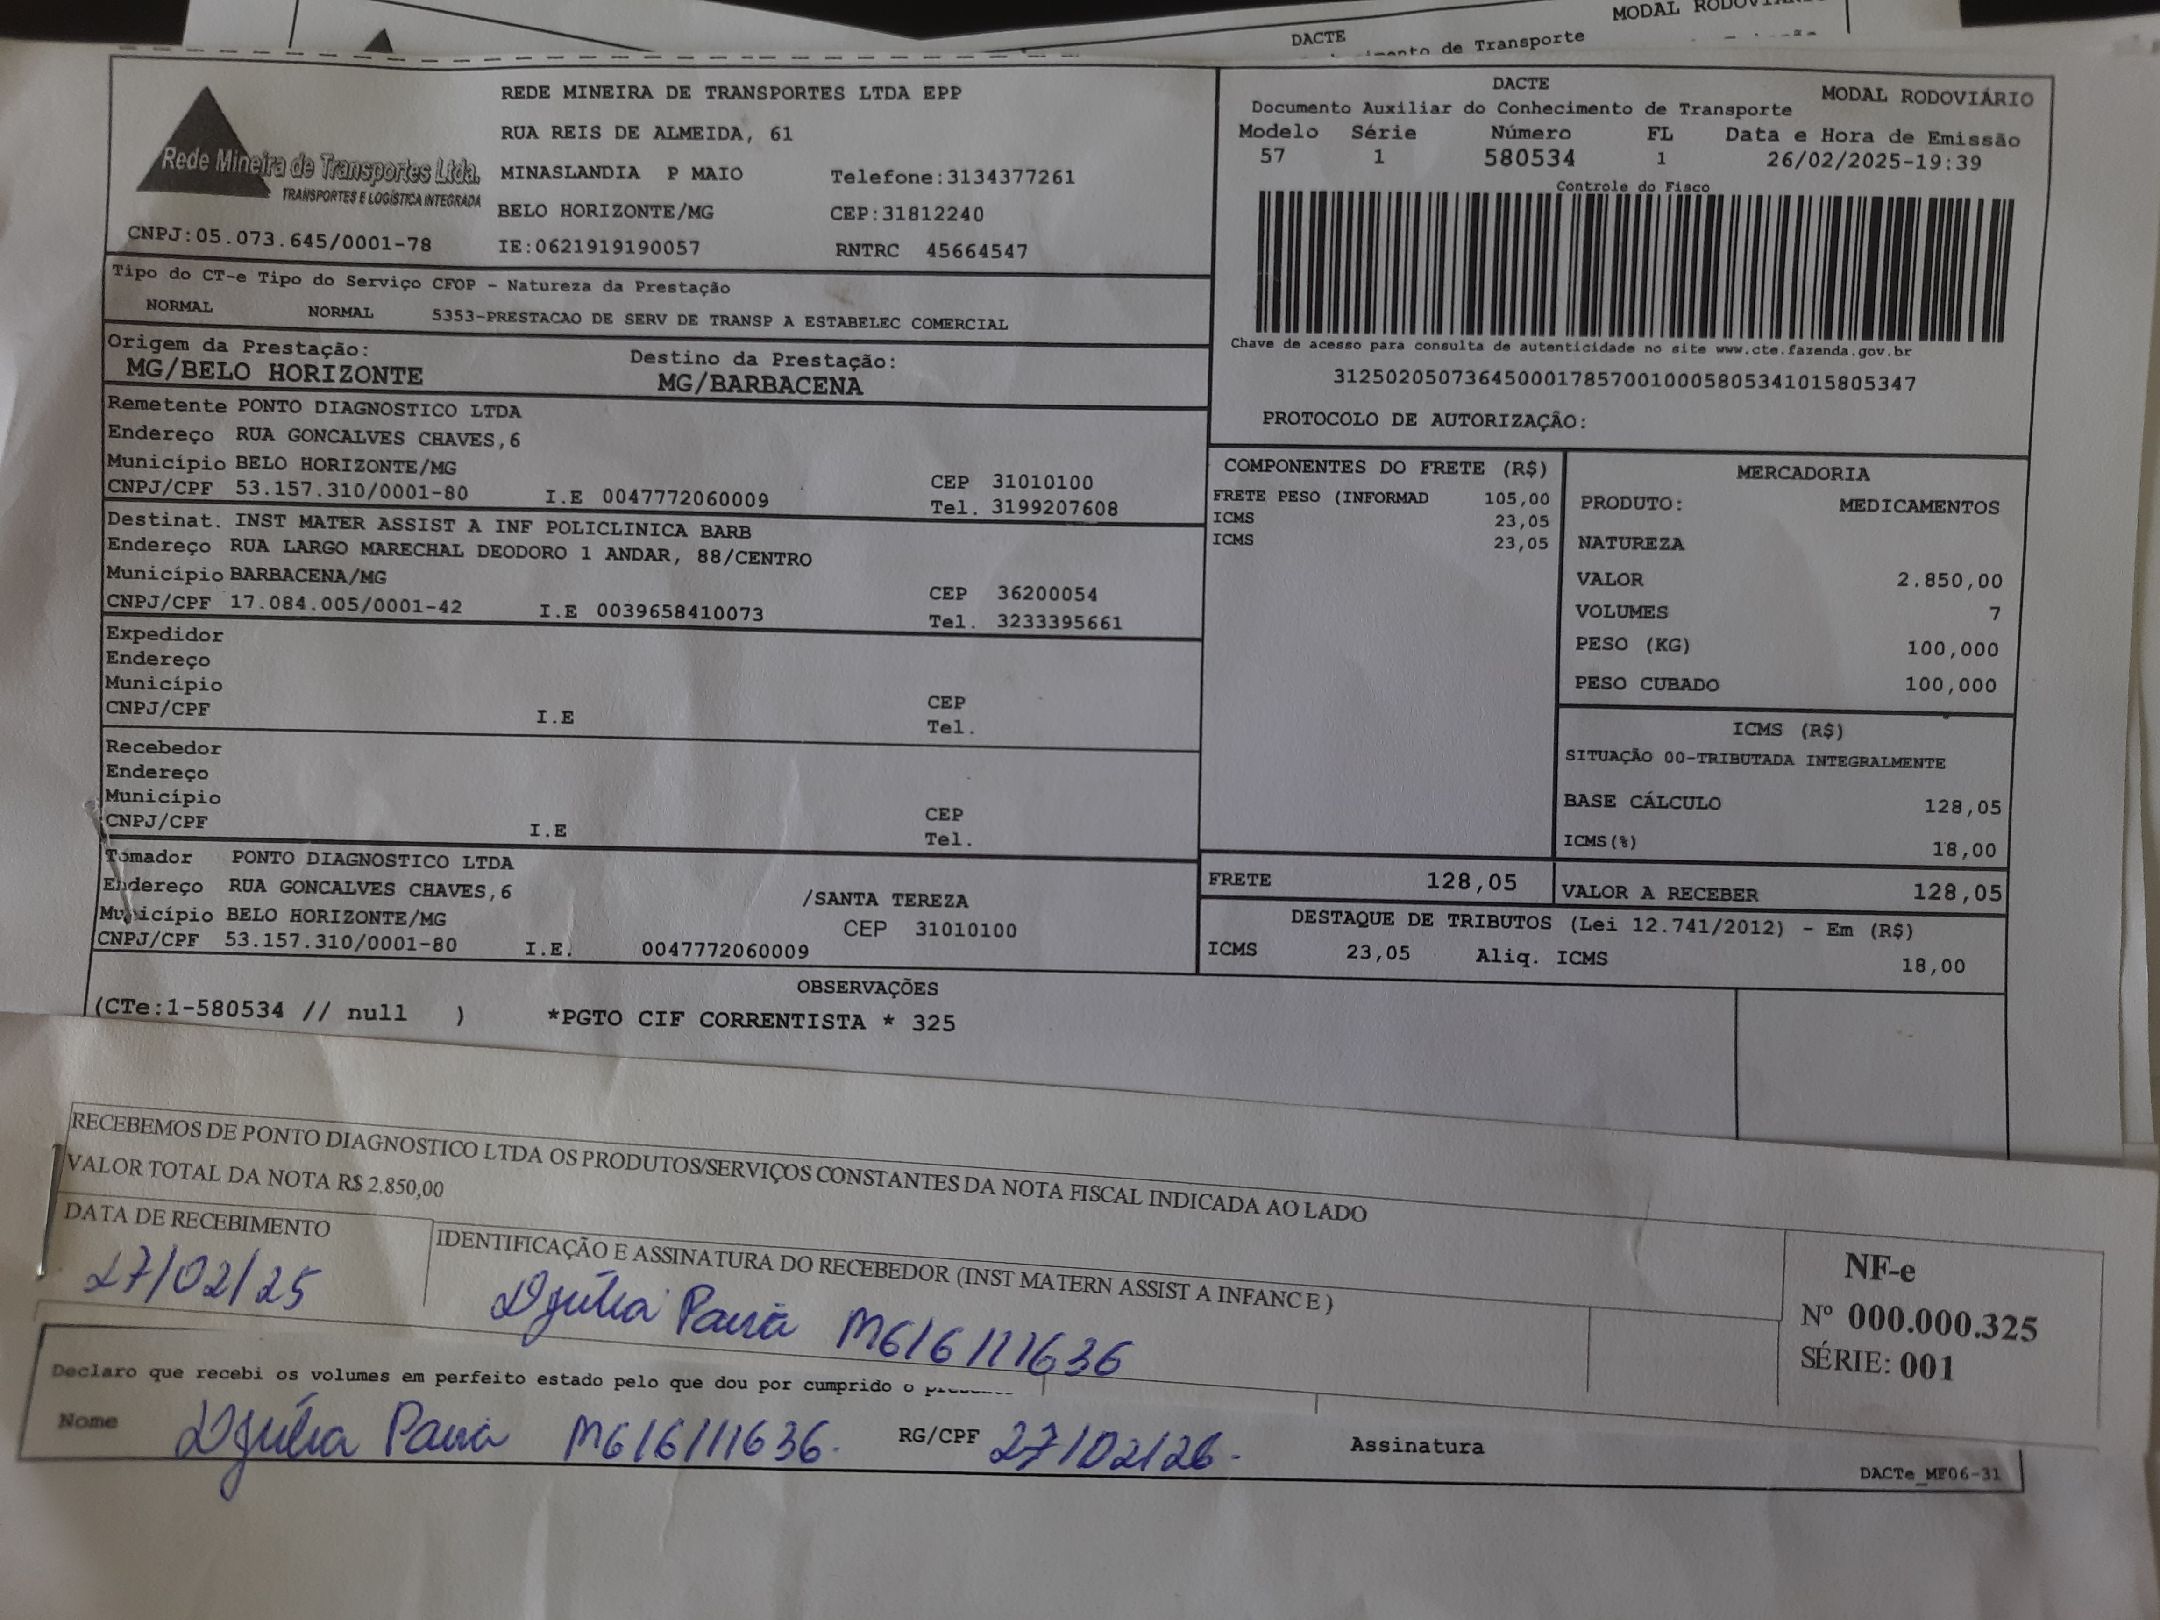 MODAL RODOVIÁRIO
DACTE
de Transporte
Rede Mineira de Transportes Ltda.
TRANSPORTES E LOGÍSTICA INTEGRADA
CNPJ:05.073.645/0001-78
REDE MINEIRA DE TRANSPORTES LTDA EPP
RUA REIS DE ALMEIDA, 61
MINASLANDIA P MAIO Telefone:3134377261
BELO HORIZONTE/MG CEP:31812240
IE:0621919190057 RNTRC 45664547
DACTE MODAL RODOVIÁRIO
Documento Auxiliar do Conhecimento de Transporte
Modelo Série Número FL Data e Hora de Emissão
57 1 580534 1 26/02/2025-19:39
Controle do Fisco
Chave de acesso para consulta de autenticidade no site www.cte.fazenda.gov.br
31250205073645000178570010005805341015805347
PROTOCOLO DE AUTORIZAÇÃO:
Tipo do CT-e Tipo do Serviço CFOP - Natureza da Prestação
NORMAL NORMAL 5353-PRESTACAO DE SERV DE TRANSP A ESTABELEC COMERCIAL
Origem da Prestação: Destino da Prestação:
MG/BELO HORIZONTE MG/BARBACENA
Remetente PONTO DIAGNOSTICO LTDA
Endereço RUA GONCALVES CHAVES,6
Município BELO HORIZONTE/MG CEP 31010100
CNPJ/CPF 53.157.310/0001-80 I.E 0047772060009 Tel. 3199207608
Destinat. INST MATER ASSIST A INF POLICLINICA BARB
Endereço RUA LARGO MARECHAL DEODORO 1 ANDAR, 88/CENTRO
Município BARBACENA/MG CEP 36200054
CNPJ/CPF 17.084.005/0001-42 I.E 0039658410073 Tel. 3233395661
Expedidor
Endereço
Município CEP
CNPJ/CPF I.E Tel.
Recebedor
Endereço
Município CEP
CNPJ/CPF I.E Tel.
Tomador PONTO DIAGNOSTICO LTDA
Endereço RUA GONCALVES CHAVES,6 /SANTA TEREZA
Município BELO HORIZONTE/MG CEP 31010100
CNPJ/CPF 53.157.310/0001-80 I.E. 0047772060009
COMPONENTES DO FRETE (R$)
FRETE PESO (INFORMAD 105,00
ICMS 23,05
ICMS 23,05
MERCADORIA
PRODUTO: MEDICAMENTOS
NATUREZA
VALOR 2.850,00
VOLUMES 7
PESO (KG) 100,000
PESO CUBADO 100,000
ICMS (R$)
SITUAÇÃO 00-TRIBUTADA INTEGRALMENTE
BASE CÁLCULO 128,05
ICMS(%) 18,00
FRETE 128,05 VALOR A RECEBER 128,05
DESTAQUE DE TRIBUTOS (Lei 12.741/2012) - Em (R$)
ICMS 23,05 Aliq. ICMS 18,00
OBSERVAÇÕES
(CTe:1-580534 // null ) *PGTO CIF CORRENTISTA * 325
RECEBEMOS DE PONTO DIAGNOSTICO LTDA OS PRODUTOS/SERVIÇOS CONSTANTES DA NOTA FISCAL INDICADA AO LADO
VALOR TOTAL DA NOTA R$ 2.850,00
DATA DE RECEBIMENTO IDENTIFICAÇÃO E ASSINATURA DO RECEBEDOR (INST MATERN ASSIST A INFANC E )
27/02/25 Djúlia Paiva MG16111636
NF-e
Nº 000.000.325
SÉRIE: 001
Declaro que recebi os volumes em perfeito estado pelo que dou por cumprido o
Nome Djúlia Paiva MG16111636. RG/CPF 27/02/26. Assinatura
DACTe_MF06-31